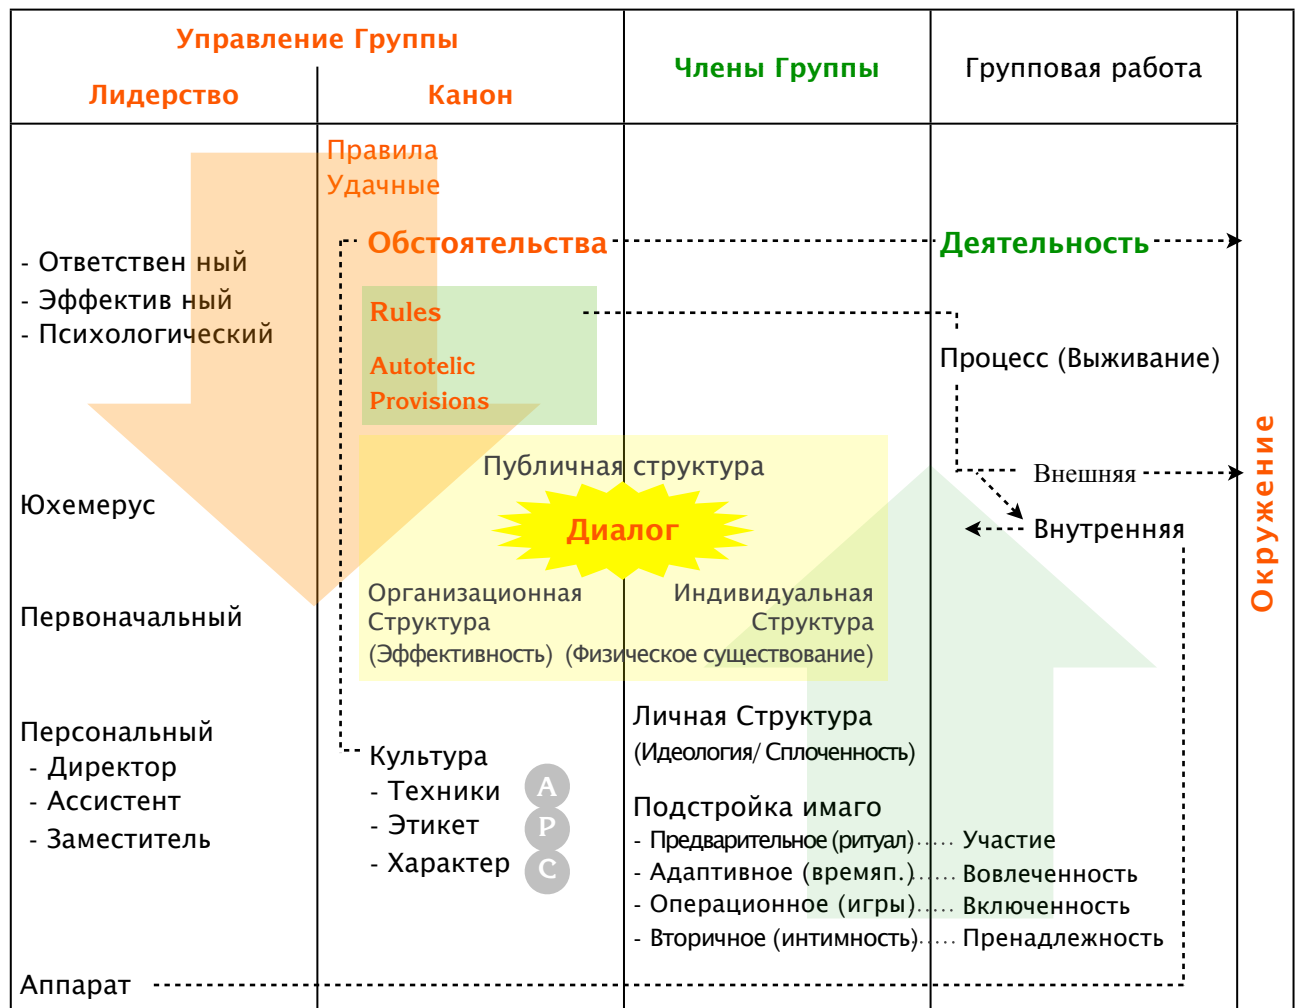 Управление Группы
Лидерство
Канон
Члены Группы
Групповая работа
Правила
Удачные
Обстоятельства
Деятельность
- Ответствен ный
- Эффектив ный
- Психологический
Rules
Autotelic
Provisions
Процесс (Выживание)
Публичная структура
Диалог
Внешняя
Внутренняя
Окружение
Юхемерус
Организационная
Структура
(Эффективность)
Индивидуальная
Структура
(Физическое существование)
Первоначальный
Персональный
- Директор
- Ассистент
- Заместитель
Культура
- Техники
- Этикет
- Характер
A
P
C
Личная Структура
(Идеология/ Сплоченность)
Подстройка имаго
- Предварительное (ритуал)..... Участие
- Адаптивное (времяп.)..... Вовлеченность
- Операционное (игры)..... Включенность
- Вторичное (интимность)..... Пренадлежность
Аппарат